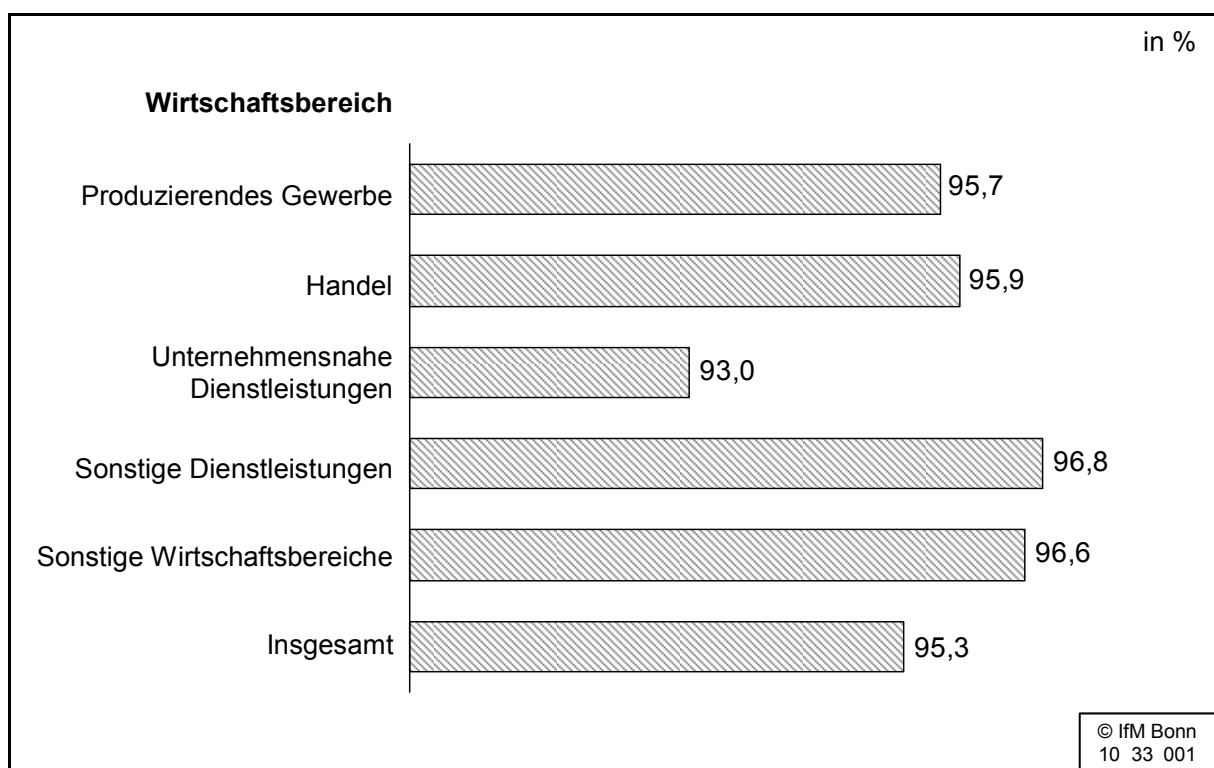 in %
Wirtschaftsbereich
Produzierendes Gewerbe
95,7
Handel
95,9
Unternehmensnahe
Dienstleistungen
93,0
Sonstige Dienstleistungen
96,8
Sonstige Wirtschaftsbereiche
96,6
Insgesamt
95,3
© IfM Bonn
10 33 001